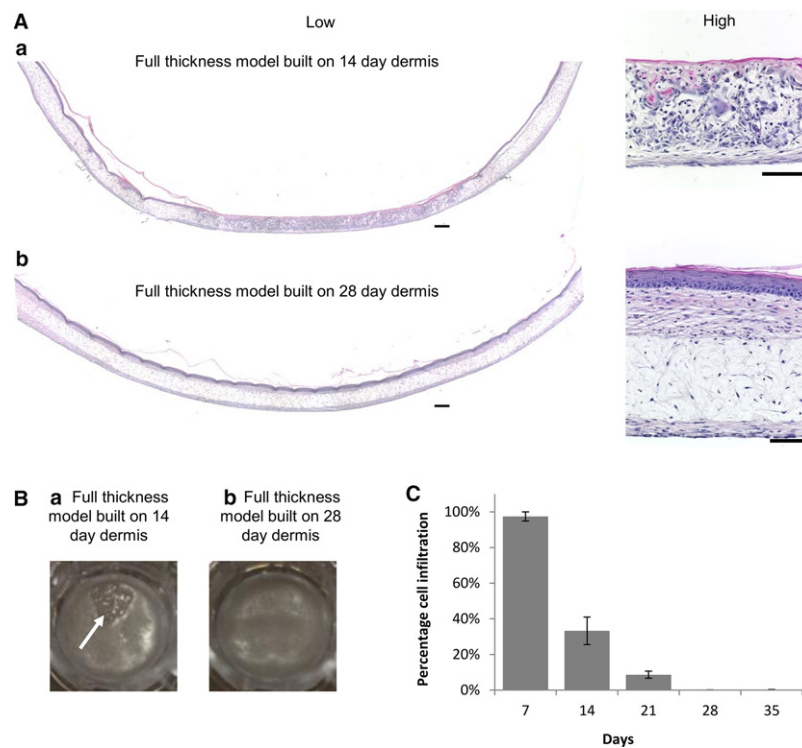 A
Low
High
a
Full thickness model built on 14 day dermis
b
Full thickness model built on 28 day dermis
B
a Full thickness
model built on 14
day dermis
b Full thickness
model built on 28
day dermis
C
Percentage cell infiltration
100%
80%
60%
40%
20%
0%
7 14 21 28 35
Days